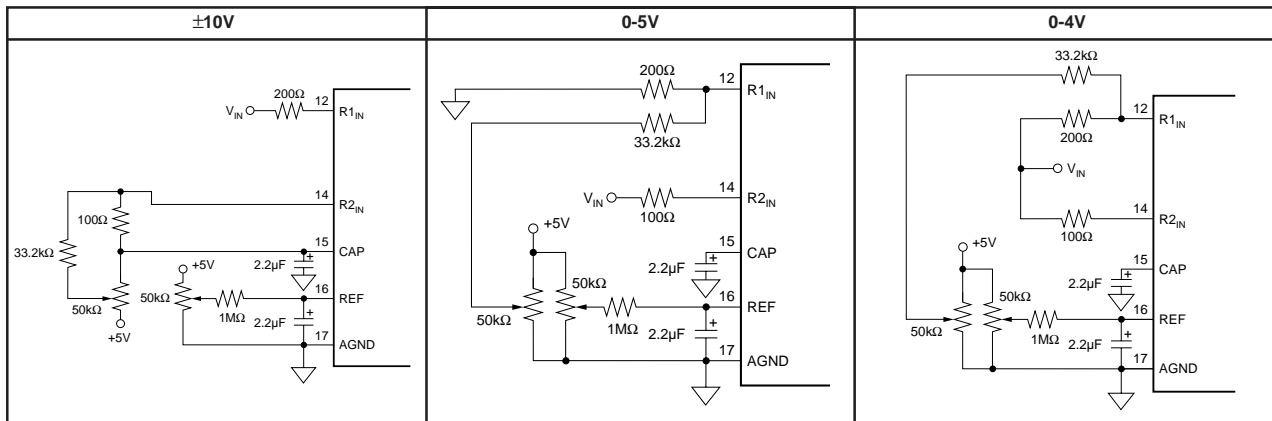 ±10V
200Ω
12
V_IN
R1_IN
14
R2_IN
100Ω
33.2kΩ
15
CAP
2.2µF
+
+5V
50kΩ
50kΩ
16
REF
1MΩ
2.2µF
+
+5V
17
AGND
0-5V
200Ω
12
R1_IN
33.2kΩ
V_IN
14
R2_IN
100Ω
+5V
15
CAP
2.2µF
+
50kΩ
50kΩ
16
REF
1MΩ
2.2µF
+
17
AGND
0-4V
33.2kΩ
12
R1_IN
200Ω
V_IN
14
R2_IN
100Ω
+5V
15
CAP
2.2µF
+
50kΩ
50kΩ
16
REF
1MΩ
2.2µF
+
17
AGND